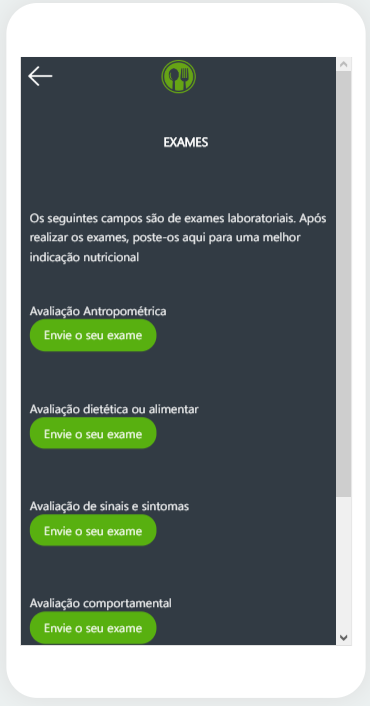 EXAMES
Os seguintes campos são de exames laboratoriais. Após
realizar os exames, poste-os aqui para uma melhor
indicação nutricional
Avaliação Antropométrica
Envie o seu exame
Avaliação dietética ou alimentar
Envie o seu exame
Avaliação de sinais e sintomas
Envie o seu exame
Avaliação comportamental
Envie o seu exame